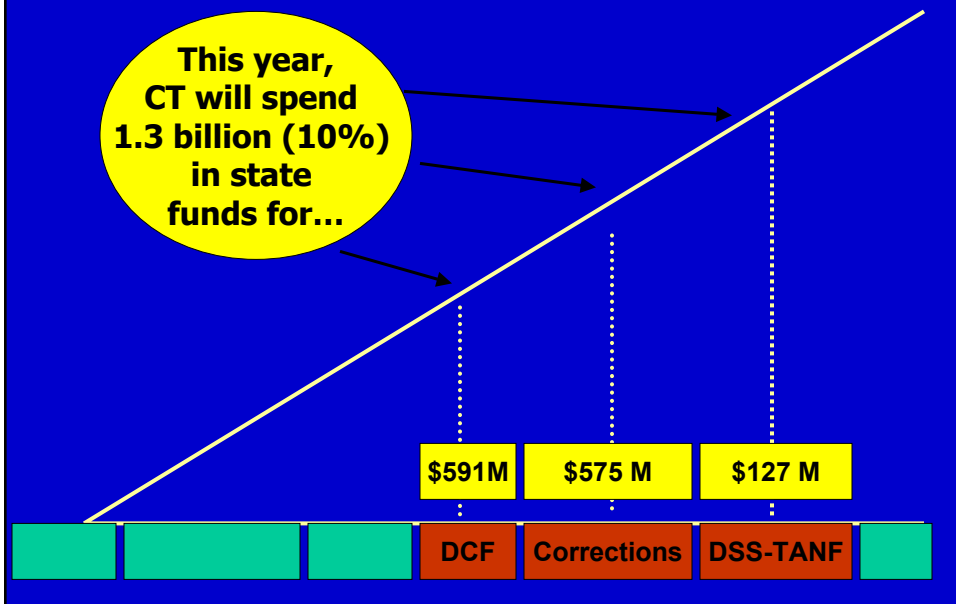 This year,
CT will spend
1.3 billion (10%)
in state
funds for...
$591M
$575 M
$127 M
DCF
Corrections
DSS-TANF